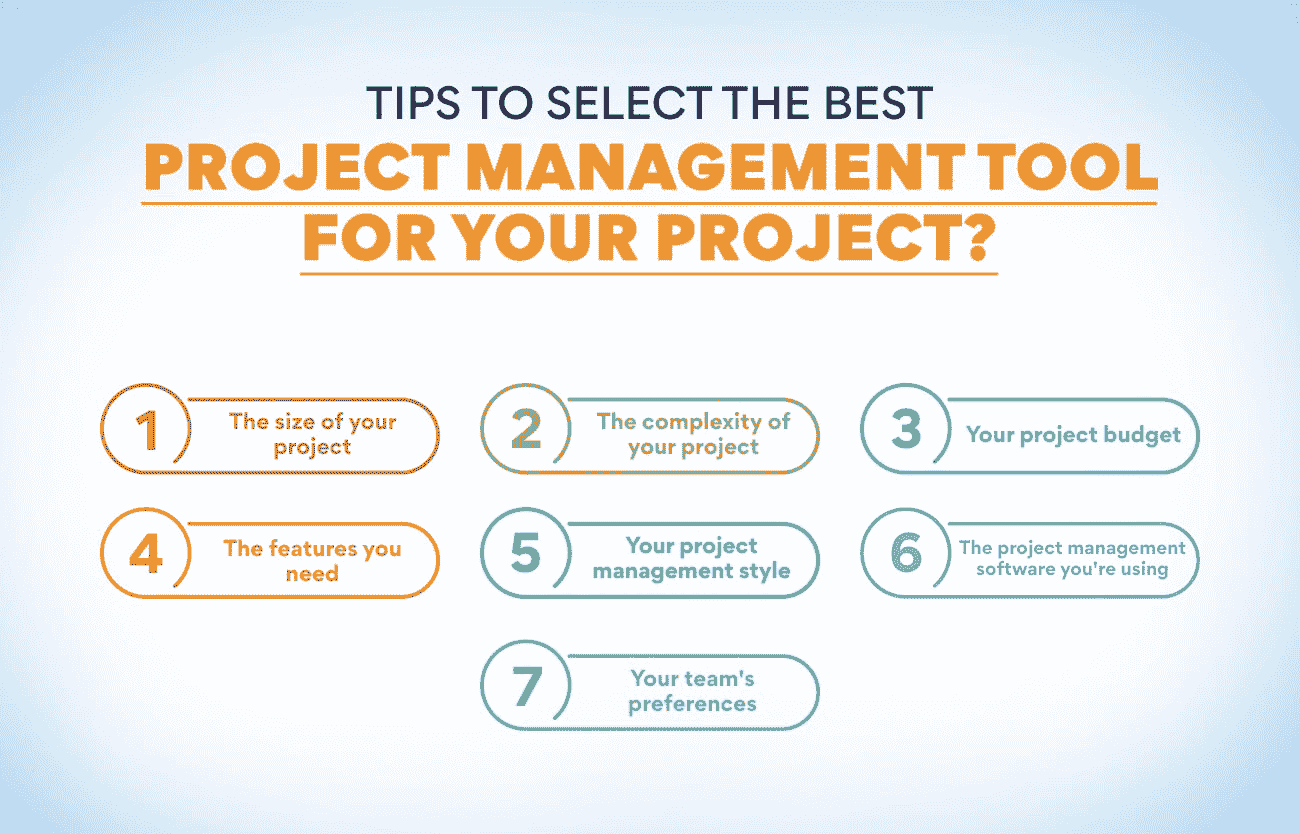 TIPS TO SELECT THE BEST
PROJECT MANAGEMENT TOOL
FOR YOUR PROJECT?
1
The size of your
project
2
The complexity of
your project
3
Your project budget
4
The features you
need
5
Your project
management style
6
The project management
software you're using
7
Your team's
preferences